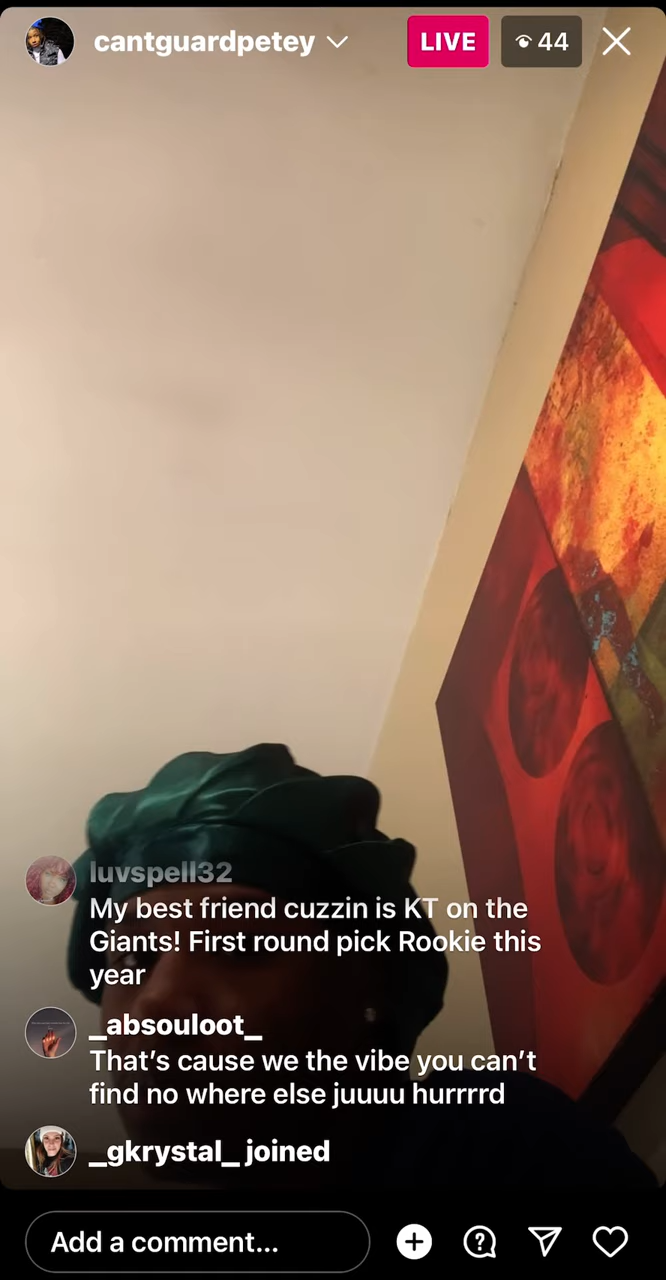 cantguardpetey
LIVE
44
luvspell32
My best friend cuzzin is KT on the
Giants! First round pick Rookie this
year
_absouloot_
That’s cause we the vibe you can’t
find no where else juuuu hurrrrd
_gkrystal_ joined
Add a comment...